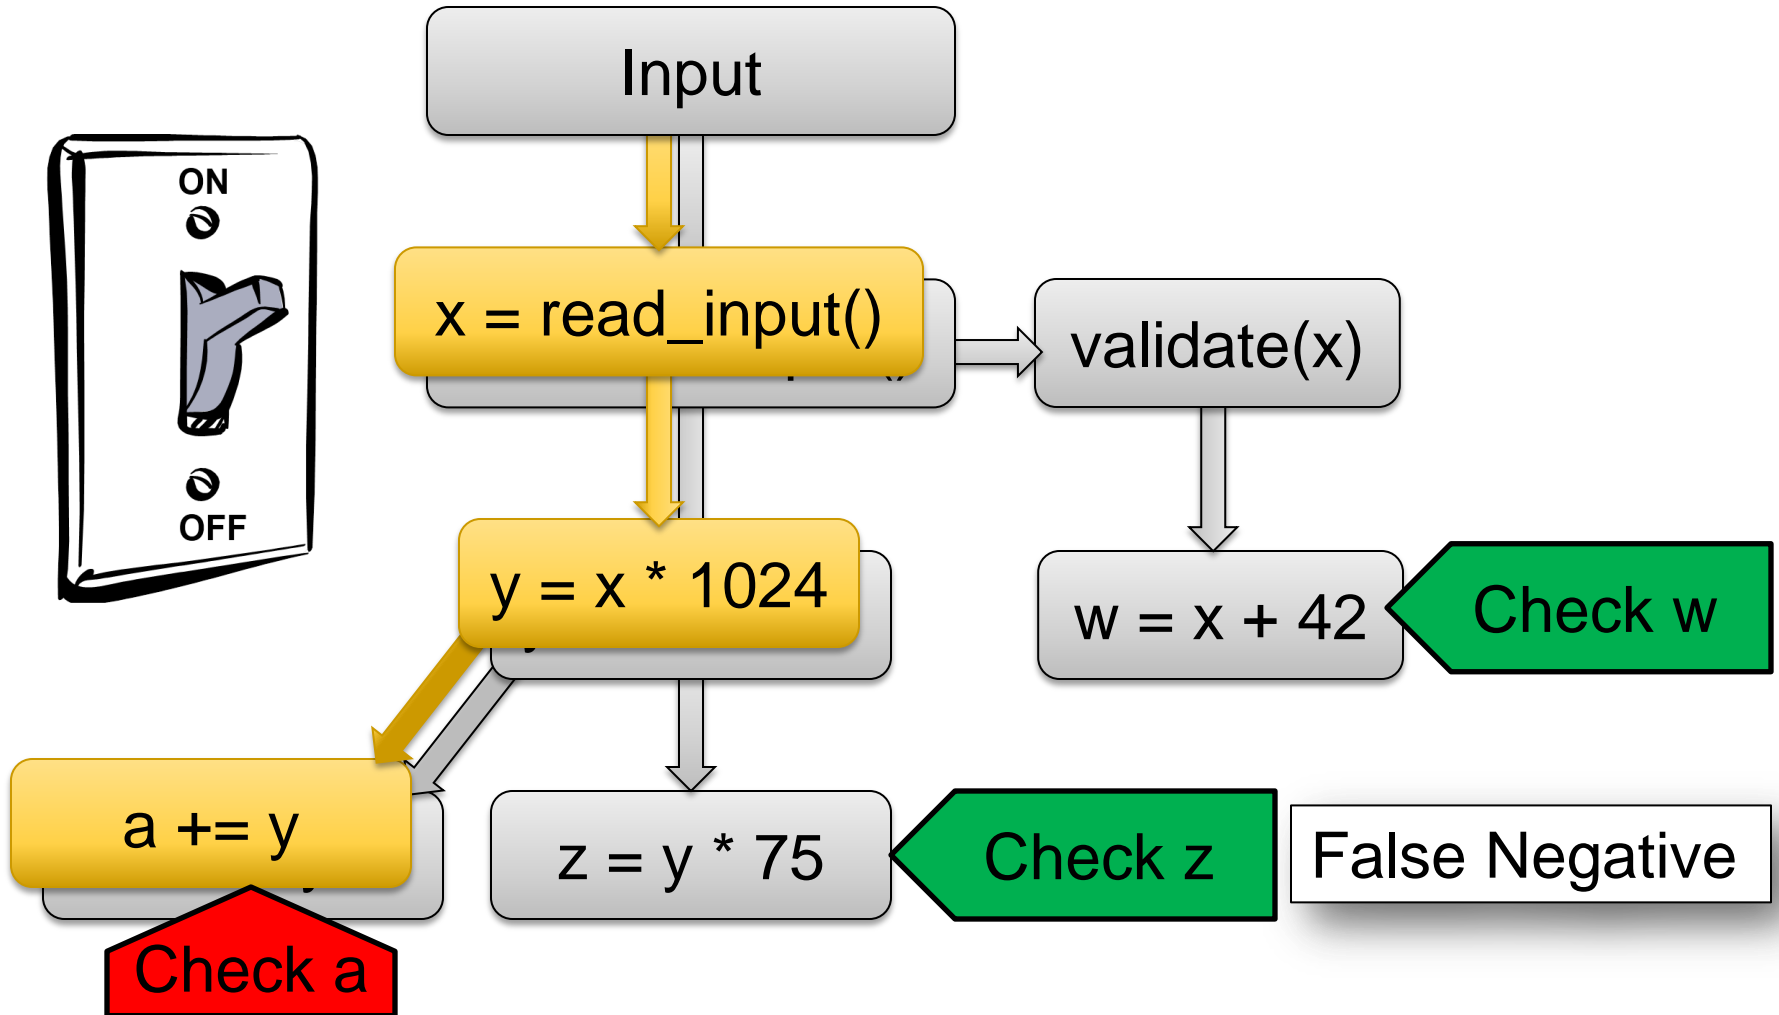 Input
ON
OFF
x = read_input()
validate(x)
y = x * 1024
w = x + 42
Check w
a += y
z = y * 75
Check z
False Negative
Check a